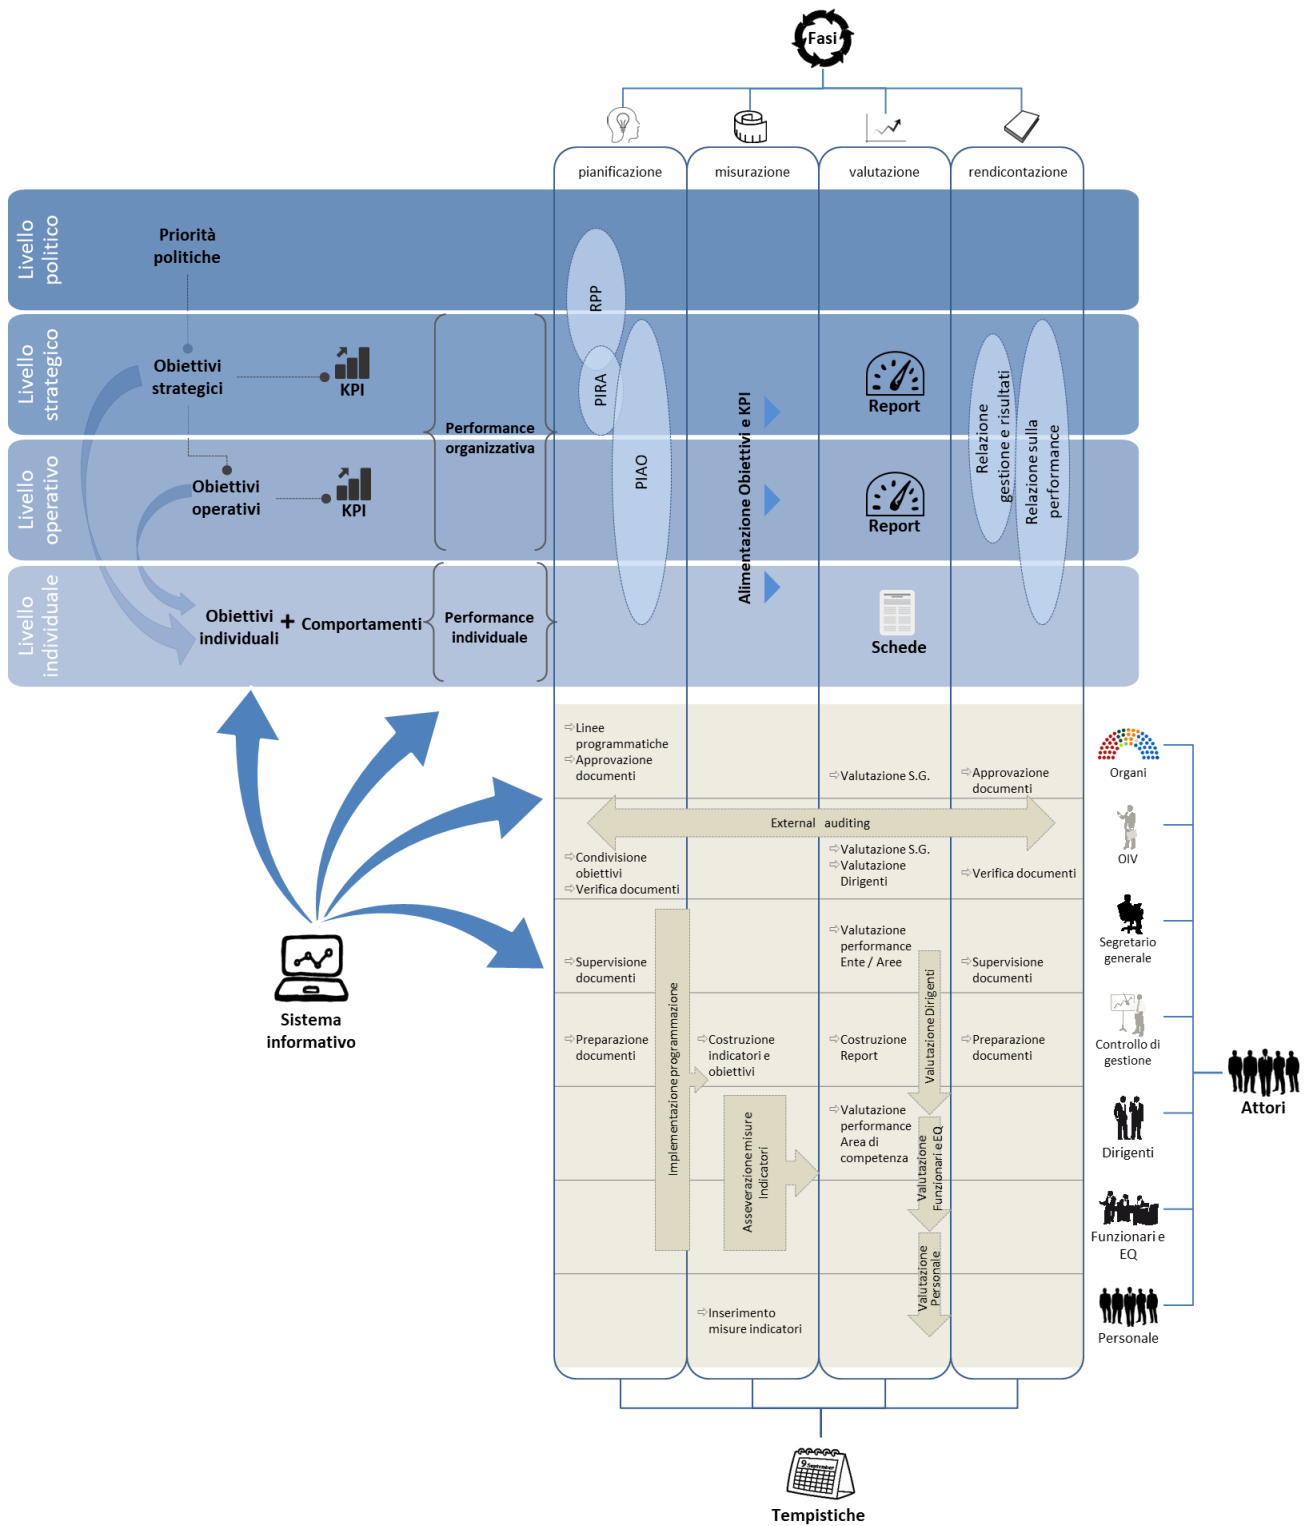 Fasi
pianificazione
misurazione
valutazione
rendicontazione
Livello
politico
Priorità
politiche
RPP
Livello
strategico
Obiettivi
strategici
KPI
PIRA
Report
Relazione
gestione e risultati
Performance
organizzativa
PIAO
Alimentazione Obiettivi e KPI
Relazione sulla
performance
Livello
operativo
Obiettivi
operativi
KPI
Report
Livello
individuale
Obiettivi
individuali
+
Comportamenti
Performance
individuale
Schede
Linee
programmatiche
Approvazione
documenti
Valutazione S.G.
Approvazione
documenti
Organi
External auditing
Condivisione
obiettivi
Verifica documenti
Valutazione S.G.
Valutazione
Dirigenti
Verifica documenti
OIV
Supervisione
documenti
Valutazione
performance
Ente / Aree
Supervisione
documenti
Segretario
generale
Sistema
informativo
Implementazione programmazione
Valutazione Dirigenti
Preparazione
documenti
Costruzione
indicatori e
obiettivi
Costruzione
Report
Preparazione
documenti
Controllo di
gestione
Attori
Asseverazione misure
Indicatori
Valutazione
performance
Area di
competenza
Valutazione
Funzionari e EQ
Dirigenti
Funzionari e
EQ
Valutazione
Personale
Inserimento
misure indicatori
Personale
9 September
Tempistiche